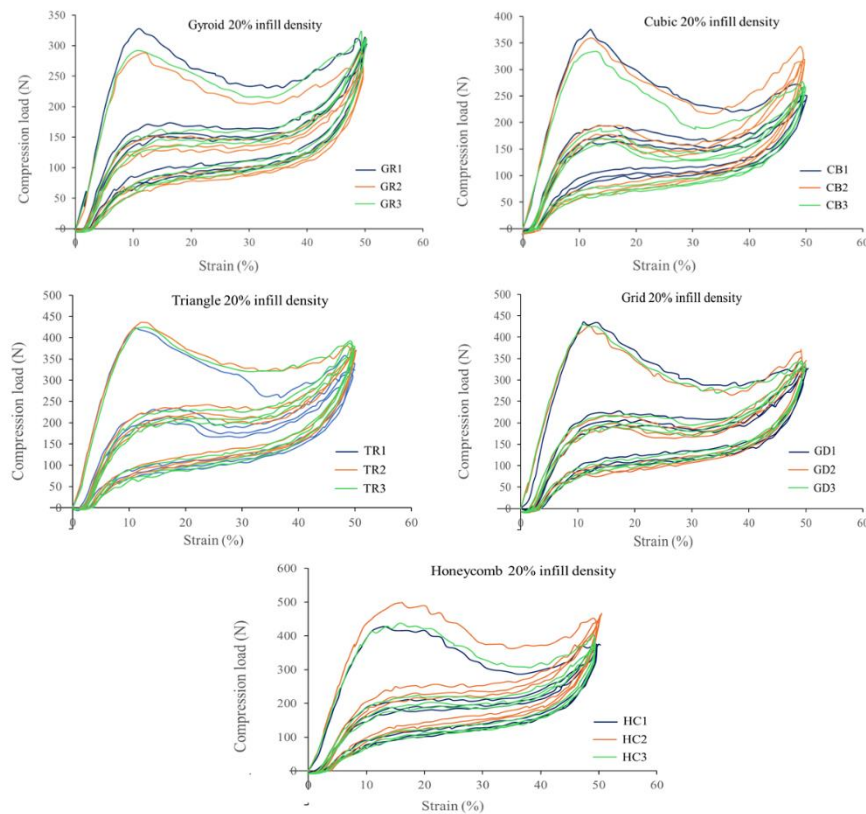 Gyroid 20% infill density
Compression load (N)
350
300
250
200
150
100
50
0
0 10 20 30 40 50 60
Strain (%)
GR1
GR2
GR3
Cubic 20% infill density
Compression load (N)
400
350
300
250
200
150
100
50
0
0 10 20 30 40 50 60
Strain (%)
CB1
CB2
CB3
Triangle 20% infill density
Compression load (N)
500
450
400
350
300
250
200
150
100
50
0
0 10 20 30 40 50 60
Strain (%)
TR1
TR2
TR3
Grid 20% infill density
Compression load (N)
500
450
400
350
300
250
200
150
100
50
0
0 10 20 30 40 50 60
Strain (%)
GD1
GD2
GD3
Honeycomb 20% infill density
Compression load (N)
600
500
400
300
200
100
0
0 10 20 30 40 50 60
Strain (%)
HC1
HC2
HC3